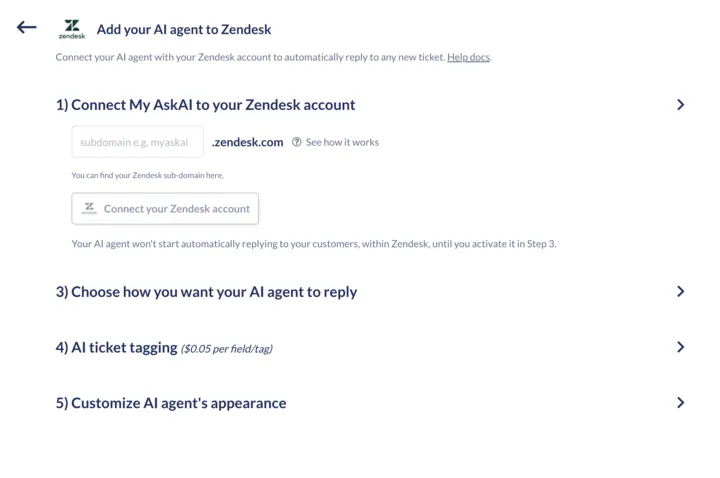 zendesk
Add your AI agent to Zendesk
Connect your AI agent with your Zendesk account to automatically reply to any new ticket. Help docs.
1) Connect My AskAI to your Zendesk account
subdomain e.g. myaskai .zendesk.com ? See how it works
You can find your Zendesk sub-domain here.
zendesk Connect your Zendesk account
Your AI agent won't start automatically replying to your customers, within Zendesk, until you activate it in Step 3.
3) Choose how you want your AI agent to reply
4) AI ticket tagging ($0.05 per field/tag)
5) Customize AI agent's appearance